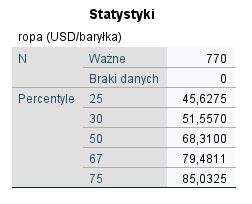 Statystyki
ropa (USD/baryłka)
N Ważne 770
Braki danych 0
Percentyle 25 45,6275
30 51,5570
50 68,3100
67 79,4811
75 85,0325